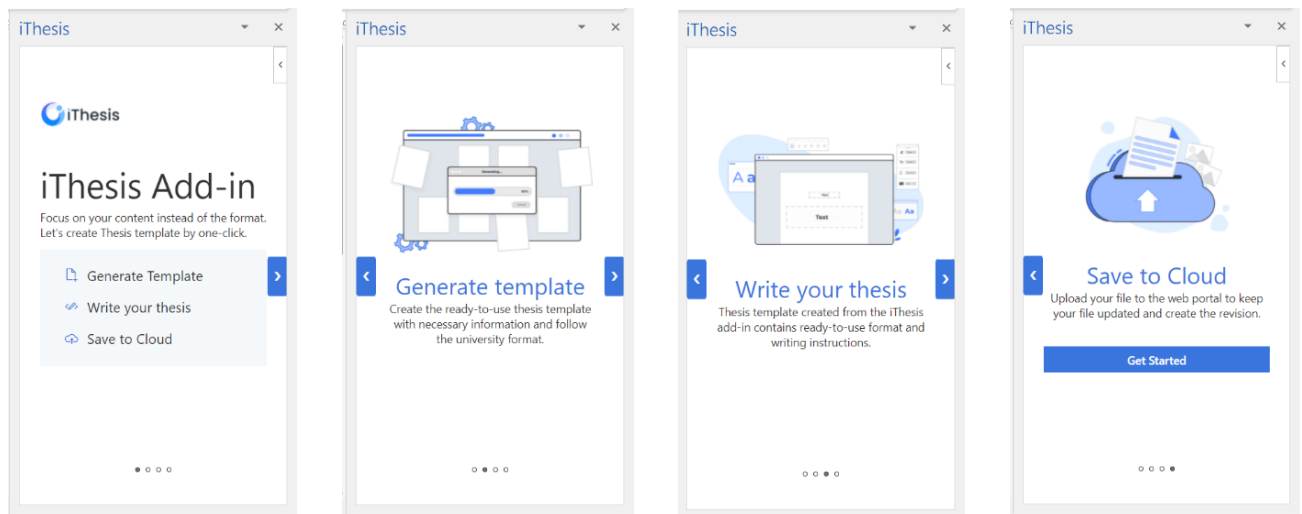 iThesis
iThesis
iThesis Add-in
Focus on your content instead of the format.
Let's create Thesis template by one-click.
Generate Template
Write your thesis
Save to Cloud
iThesis
Generating...
Generate template
Create the ready-to-use thesis template
with necessary information and follow
the university format.
iThesis
A a
Aa Aa
Text
Write your thesis
Thesis template created from the iThesis
add-in contains ready-to-use format and
writing instructions.
iThesis
Save to Cloud
Upload your file to the web portal to keep
your file updated and create the revision.
Get Started